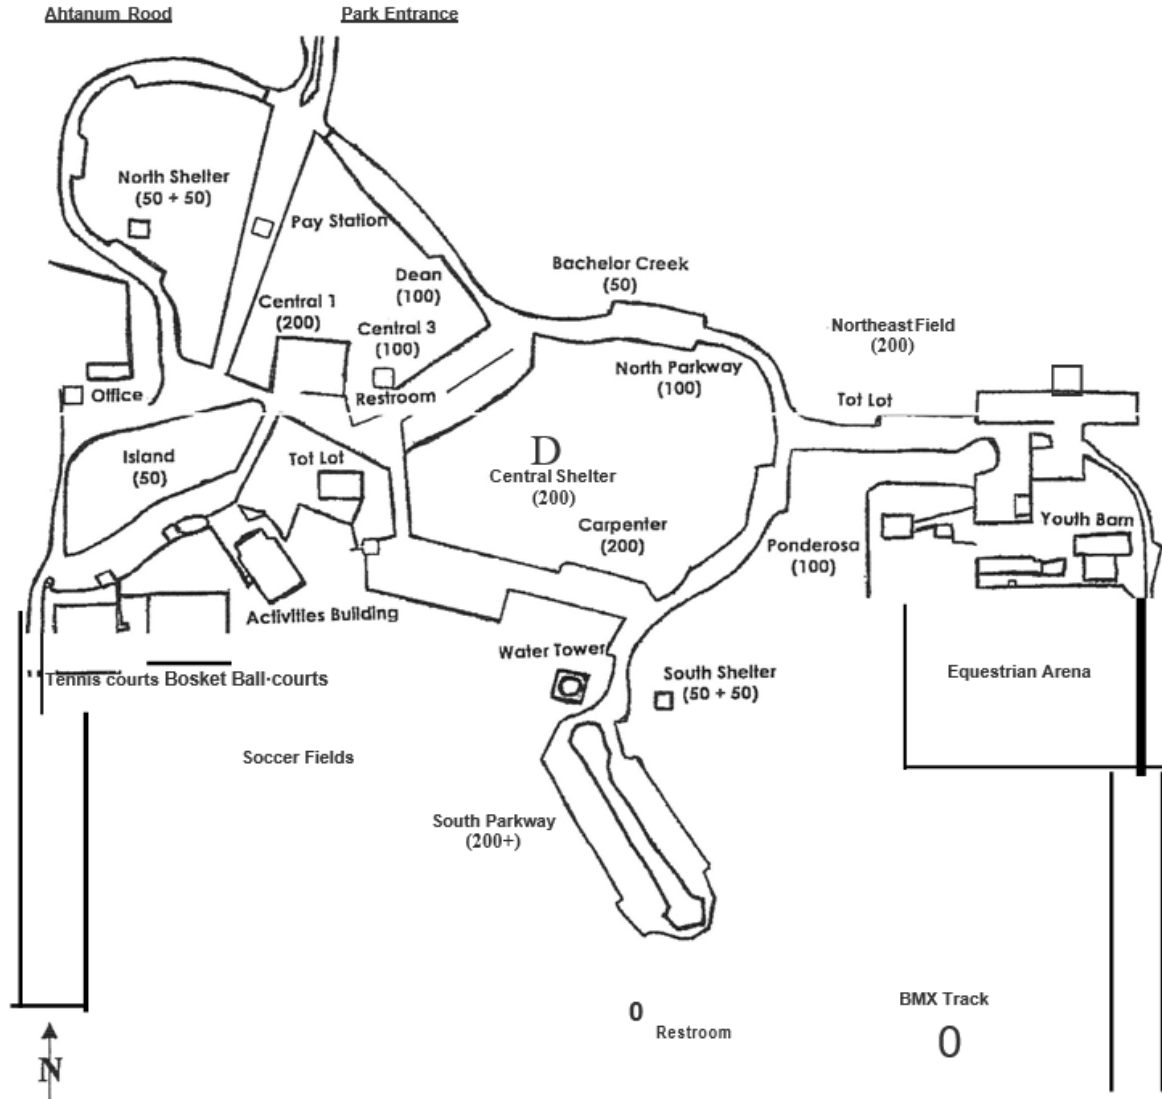 Ahtanum Rood
Park Entrance
North Shelter
(50 + 50)
Pay Station
Dean
(100)
Bachelor Creek
(50)
Central 1
(200)
Central 3
(100)
Northeast Field
(200)
North Parkway
(100)
Office
Restroom
Tot Lot
Island
(50)
Tot Lot
D
Central Shelter
(200)
Carpenter
(200)
Ponderosa
(100)
Youth Barn
Activities Building
Water Tower
South Shelter
(50 + 50)
Equestrian Arena
Tennis courts Bosket Ball·courts
Soccer Fields
South Parkway
(200+)
0
Restroom
BMX Track
0
N